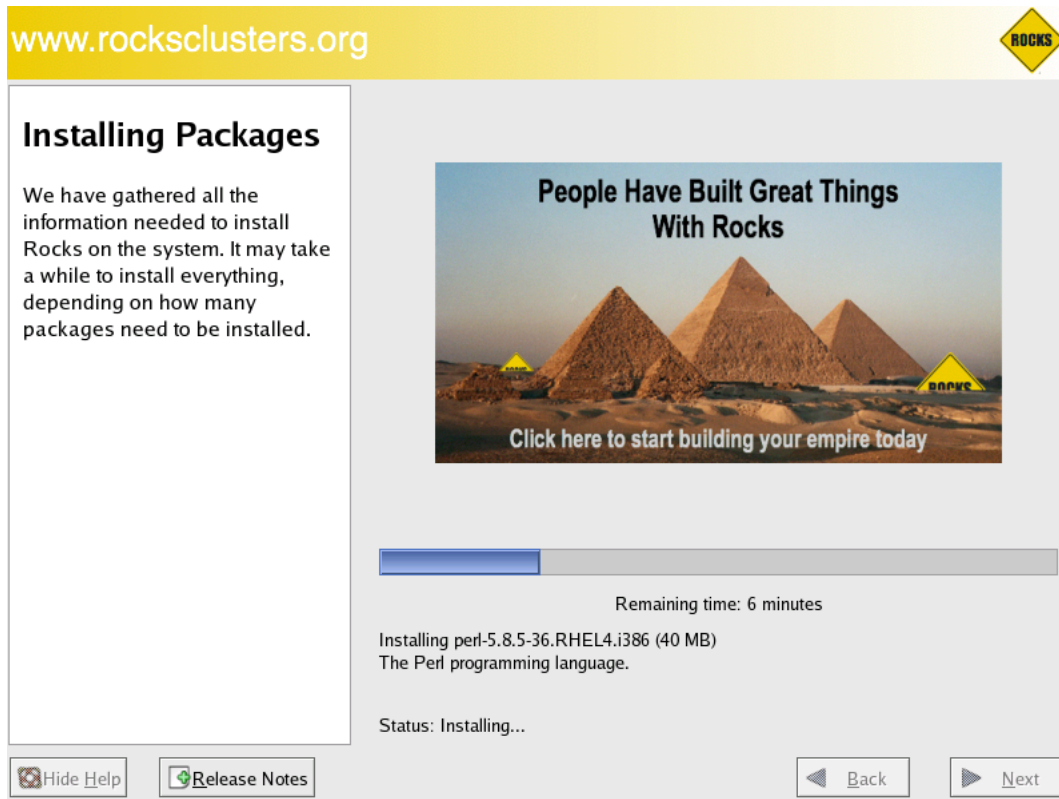 www.rocksclusters.org
ROCKS
Installing Packages
We have gathered all the
information needed to install
Rocks on the system. It may take
a while to install everything,
depending on how many
packages need to be installed.
People Have Built Great Things
With Rocks
ROCKS
Click here to start building your empire today
Remaining time: 6 minutes
Installing perl-5.8.5-36.RHEL4.i386 (40 MB)
The Perl programming language.
Status: Installing...
Hide Help
Release Notes
Back
Next